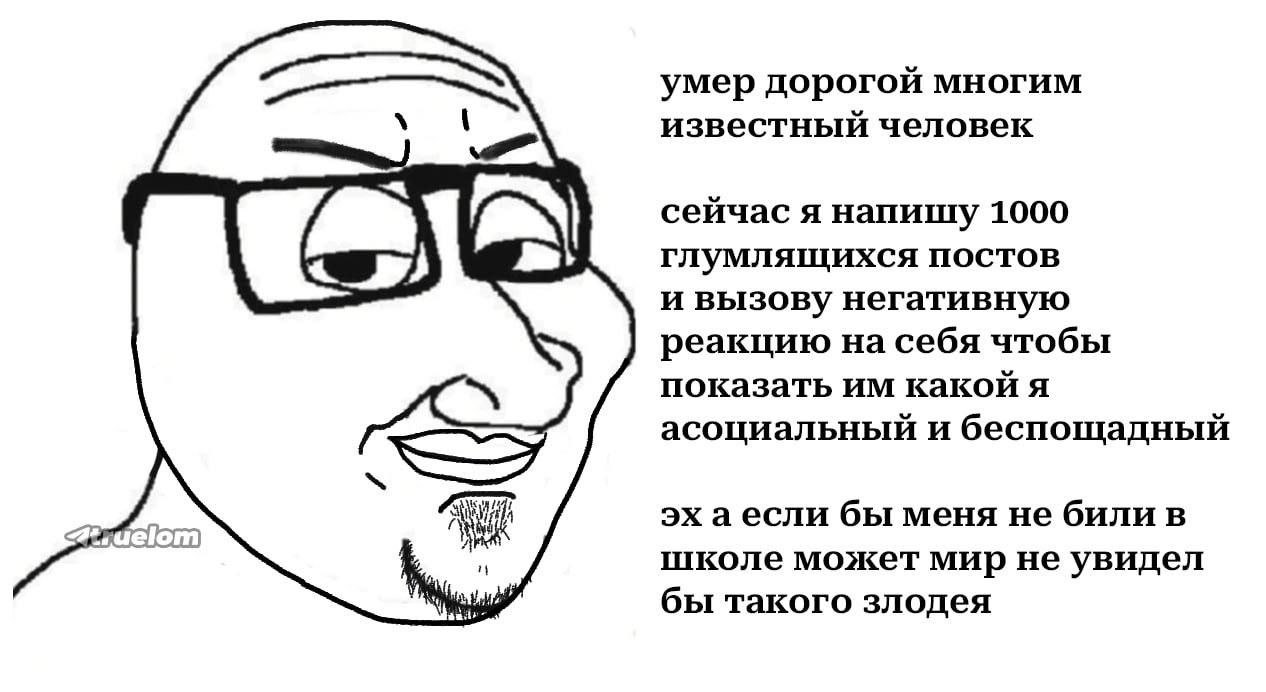 умер дорогой многим
известный человек
сейчас я напишу 1000
глумлящихся постов
и вызову негативную
реакцию на себя чтобы
показать им какой я
асоциальный и беспощадный
эх а если бы меня не били в
школе может мир не увидел
бы такого злодея
truelom